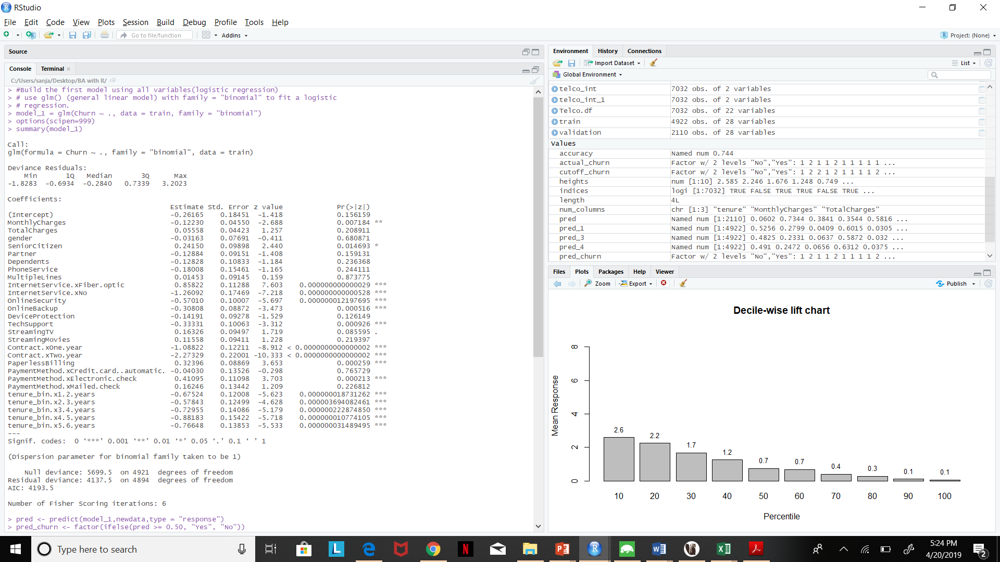 RStudio
File Edit Code View Plots Session Build Debug Profile Tools Help
Go to file/function Addins Project: (None)
Source
Console Terminal
C:/Users/sanja/Desktop/BA with R/
> #Build the first model using all variables(logistic regression)
> # use glm() (general linear model) with family = "binomial" to fit a logistic
> # regression.
> model_1 = glm(Churn ~ ., data = train, family = "binomial")
> options(scipen=999)
> summary(model_1)
Call:
glm(formula = Churn ~ ., family = "binomial", data = train)
Deviance Residuals:
Min 1Q Median 3Q Max
-1.8283 -0.6934 -0.2840 0.7339 3.2023
Coefficients:
Estimate Std. Error z value Pr(>|z|)
(Intercept) -0.26165 0.18451 -1.418 0.156159
MonthlyCharges -0.12230 0.04550 -2.688 0.007184 **
TotalCharges 0.05558 0.04423 1.257 0.208911
gender -0.03163 0.07691 -0.411 0.680871
SeniorCitizen 0.24150 0.09898 2.440 0.014693 *
Partner -0.12884 0.09151 -1.408 0.159131
Dependents -0.12828 0.10833 -1.184 0.236368
PhoneService -0.18008 0.15461 -1.165 0.244111
MultipleLines 0.01453 0.09145 0.159 0.873775
InternetService.xFiber.optic 0.85822 0.11288 7.603 0.000000000000029 ***
InternetService.xNo -1.26092 0.17469 -7.218 0.000000000000528 ***
OnlineSecurity -0.57010 0.10007 -5.697 0.000000012197695 ***
OnlineBackup -0.30808 0.08872 -3.473 0.000516 ***
DeviceProtection -0.14191 0.09278 -1.529 0.126149
TechSupport -0.33331 0.10063 -3.312 0.000926 ***
StreamingTV 0.16326 0.09497 1.719 0.085595 .
StreamingMovies 0.11558 0.09411 1.228 0.219397
Contract.xOne.year -1.08822 0.12211 -8.912 < 0.0000000000000002 ***
Contract.xTwo.year -2.27329 0.22001 -10.333 < 0.0000000000000002 ***
PaperlessBilling 0.32396 0.08869 3.653 0.000259 ***
PaymentMethod.xCredit.card..automatic. -0.04030 0.13526 -0.298 0.765729
PaymentMethod.xElectronic.check 0.41095 0.11098 3.703 0.000213 ***
PaymentMethod.xMailed.check 0.16246 0.13442 1.209 0.226812
tenure_bin.x1.2.years -0.67524 0.12008 -5.623 0.000000018731262 ***
tenure_bin.x2.3.years -0.57843 0.12499 -4.628 0.000003694082461 ***
tenure_bin.x3.4.years -0.72955 0.14086 -5.179 0.000000222874850 ***
tenure_bin.x4.5.years -0.88183 0.15422 -5.718 0.000000010774105 ***
tenure_bin.x5.6.years -0.76648 0.13853 -5.533 0.000000031489495 ***
---
Signif. codes: 0 ‘***’ 0.001 ‘**’ 0.01 ‘*’ 0.05 ‘.’ 0.1 ‘ ’ 1
(Dispersion parameter for binomial family taken to be 1)
Null deviance: 5699.5 on 4921 degrees of freedom
Residual deviance: 4137.5 on 4894 degrees of freedom
AIC: 4193.5
Number of Fisher Scoring iterations: 6
> pred <- predict(model_1,newdata,type = "response")
> pred_churn <- factor(ifelse(pred >= 0.50, "Yes", "No"))
Environment History Connections
Import Dataset List
Global Environment
telco_int 7032 obs. of 2 variables
telco_int_1 7032 obs. of 2 variables
Telco.df 7032 obs. of 22 variables
train 4922 obs. of 28 variables
validation 2110 obs. of 28 variables
Values
accuracy Named num 0.744
actual_churn Factor w/ 2 levels "No","Yes": 1 2 1 1 2 1 1 1 1 1 ...
cutoff_churn Factor w/ 2 levels "No","Yes": 1 2 2 1 2 1 1 1 1 2 ...
heights num [1:10] 2.585 2.246 1.676 1.248 0.749 ...
indices logi [1:7032] TRUE FALSE TRUE TRUE FALSE TRUE ...
length 4L
num_columns chr [1:3] "tenure" "MonthlyCharges" "TotalCharges"
pred Named num [1:2110] 0.0602 0.7344 0.3841 0.3544 0.5816 ...
pred_1 Named num [1:4922] 0.5256 0.2799 0.0409 0.6015 0.0305 ...
pred_3 Named num [1:4922] 0.4825 0.2331 0.0637 0.5872 0.032 ...
pred_4 Named num [1:4922] 0.491 0.2472 0.0656 0.6312 0.0375 ...
pred_churn Factor w/ 2 levels "No","Yes": 1 2 1 1 2 1 1 1 1 2 ...
Files Plots Packages Help Viewer
Zoom Export Publish
Decile-wise lift chart
Mean Response
8
6
4
2
0
2.6 2.2 1.7 1.2 0.7 0.7 0.4 0.3 0.1 0.1
10 20 30 40 50 60 70 80 90 100
Percentile
Type here to search
5:24 PM
4/20/2019
2